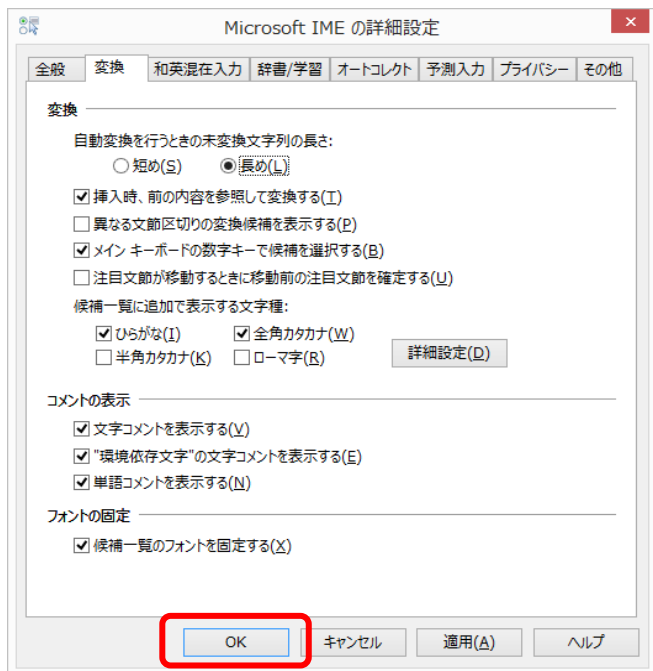 Microsoft IME の詳細設定
全般 変換 和英混在入力 辞書/学習 オートコレクト 予測入力 プライバシー その他
変換
自動変換を行うときの未変換文字列の長さ:
短め(S) 長め(L)
挿入時、前の内容を参照して変換する(T)
異なる文節区切りの変換候補を表示する(P)
メイン キーボードの数字キーで候補を選択する(B)
注目文節が移動するときに移動前の注目文節を確定する(U)
候補一覧に追加で表示する文字種:
ひらがな(I) 全角カタカナ(W)
半角カタカナ(K) ローマ字(R) 詳細設定(D)
コメントの表示
文字コメントを表示する(V)
"環境依存文字"の文字コメントを表示する(E)
単語コメントを表示する(N)
フォントの固定
候補一覧のフォントを固定する(X)
OK キャンセル 適用(A) ヘルプ